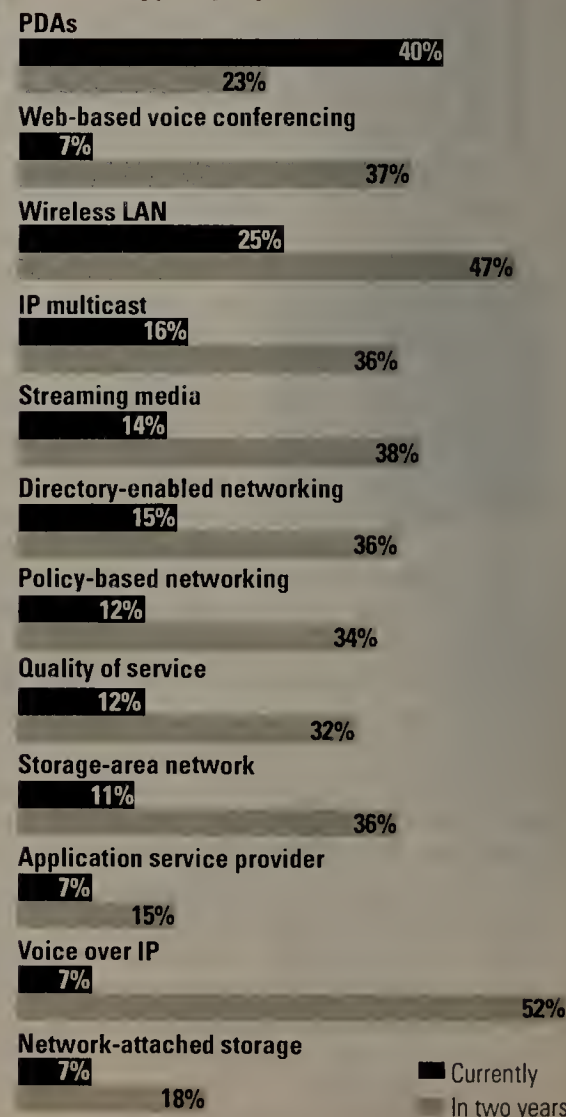 PDAs
40%
23%
Web-based voice conferencing
7%
37%
Wireless LAN
25%
47%
IP multicast
16%
36%
Streaming media
14%
38%
Directory-enabled networking
15%
36%
Policy-based networking
12%
34%
Quality of service
12%
32%
Storage-area network
11%
36%
Application service provider
7%
15%
Voice over IP
7%
52%
Network-attached storage
7%
18%
Currently
In two years